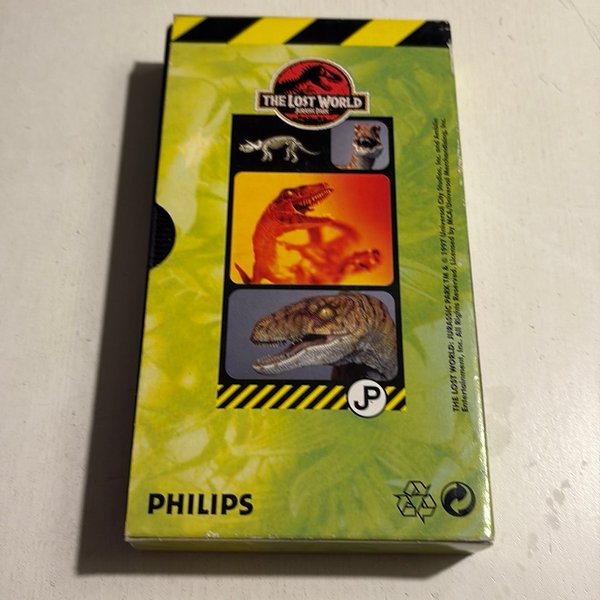 THE LOST WORLD
JURASSIC PARK
JP
THE LOST WORLD: JURASSIC PARK TM & © 1997 Universal City Studios, Inc. and Amblin
Entertainment, Inc. All Rights Reserved. Licensed by MCA/Universal Merchandising, Inc.
PHILIPS